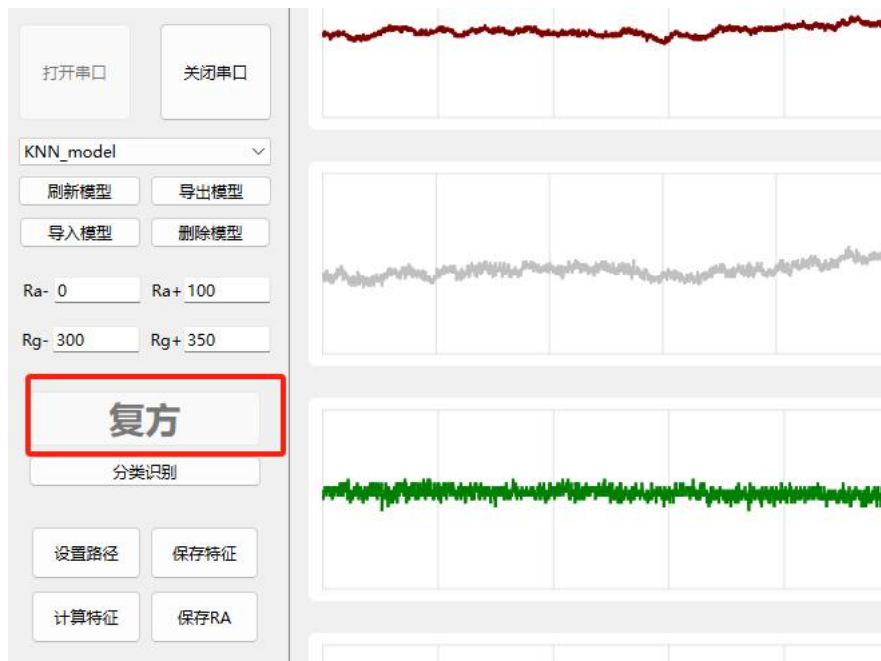 打开串口 关闭串口
KNN_model
刷新模型 导出模型
导入模型 删除模型
Ra- 0 Ra+ 100
Rg- 300 Rg+ 350
复方
分类识别
设置路径 保存特征
计算特征 保存RA